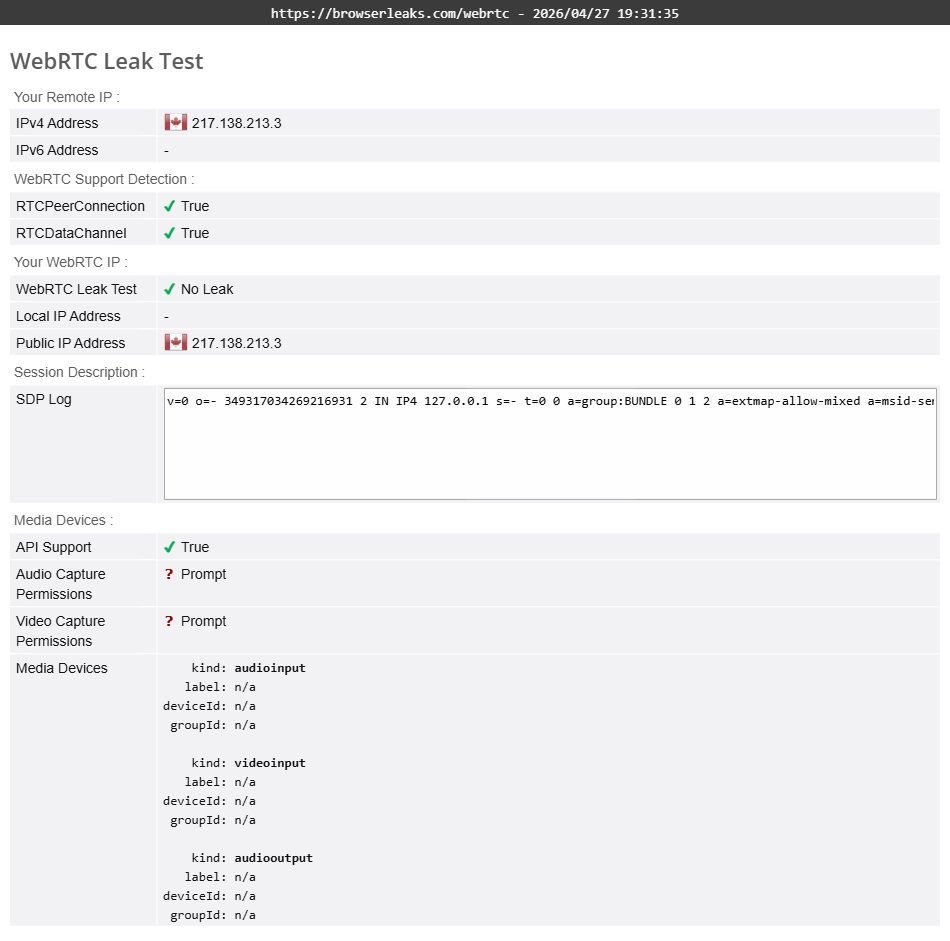 https://browserleaks.com/webrtc - 2026/04/27 19:31:35
WebRTC Leak Test
Your Remote IP :
IPv4 Address 217.138.213.3
IPv6 Address -
WebRTC Support Detection :
RTCPeerConnection ✔ True
RTCDataChannel ✔ True
Your WebRTC IP :
WebRTC Leak Test ✔ No Leak
Local IP Address -
Public IP Address 217.138.213.3
Session Description :
SDP Log v=0 o=- 349317034269216931 2 IN IP4 127.0.0.1 s=- t=0 0 a=group:BUNDLE 0 1 2 a=extmap-allow-mixed a=msid-se
Media Devices :
API Support ✔ True
Audio Capture Permissions ? Prompt
Video Capture Permissions ? Prompt
Media Devices kind: audioinput
label: n/a
deviceId: n/a
groupId: n/a
kind: videoinput
label: n/a
deviceId: n/a
groupId: n/a
kind: audiooutput
label: n/a
deviceId: n/a
groupId: n/a